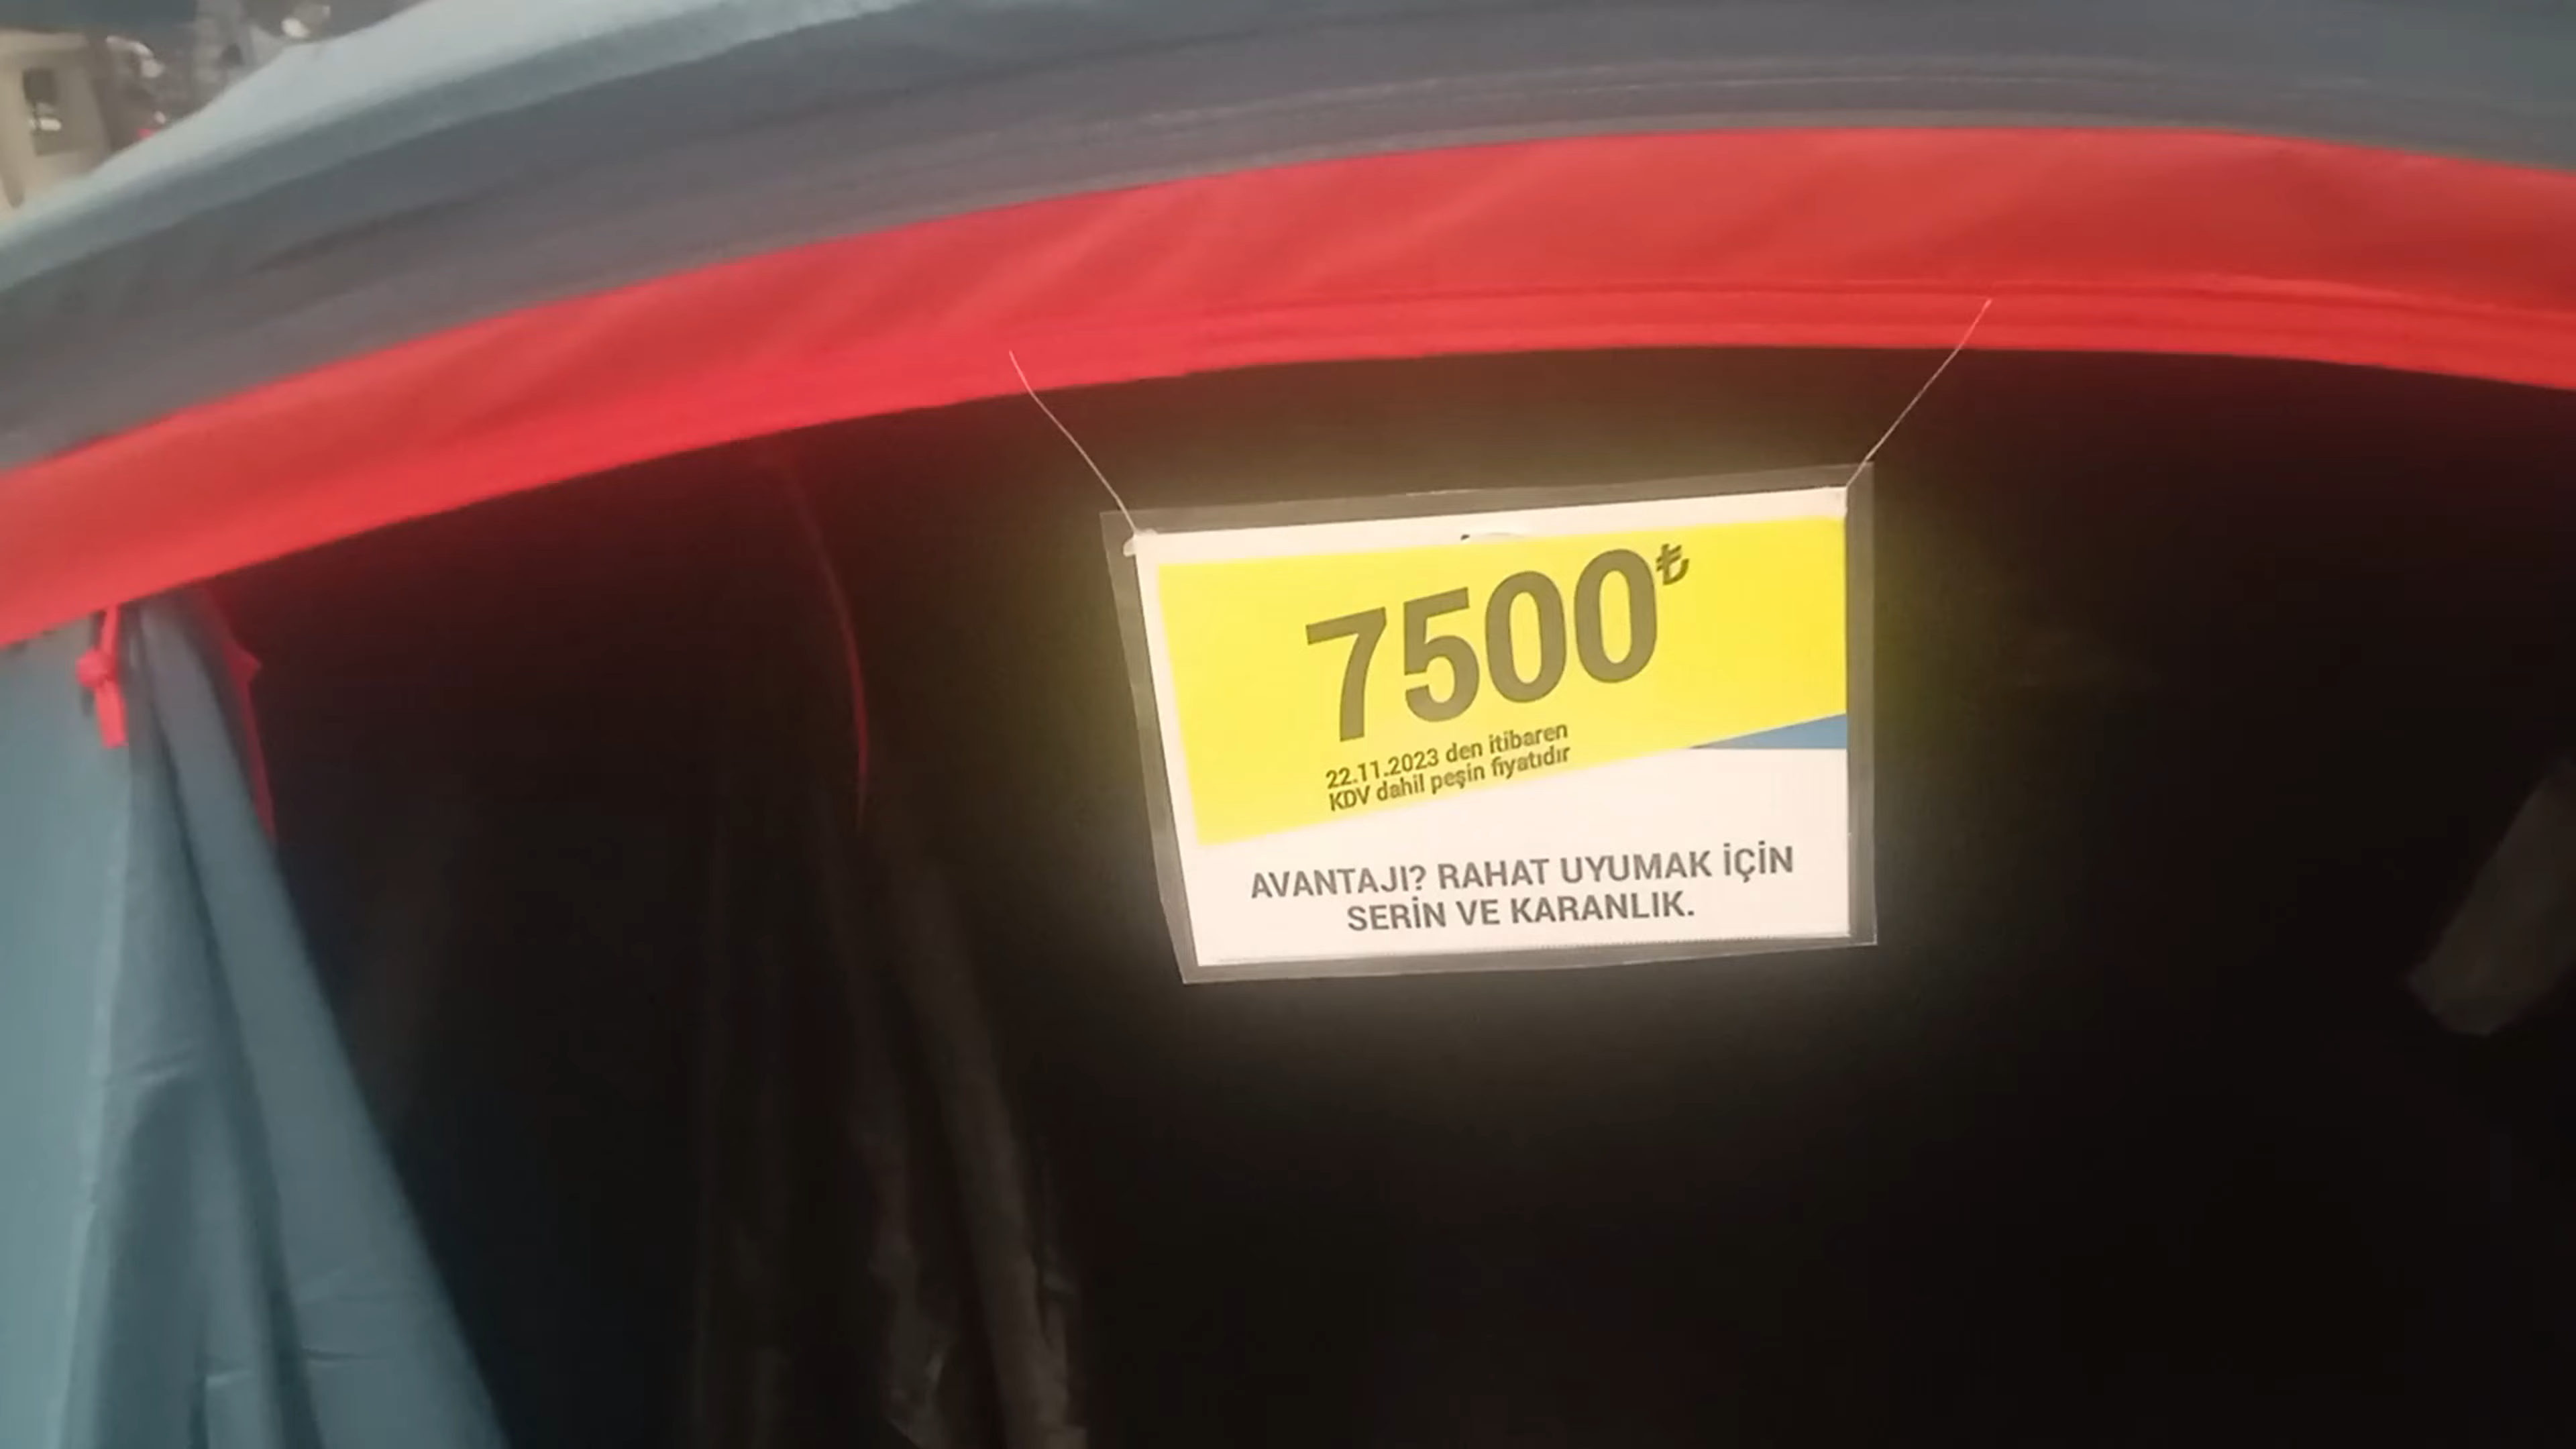 7500₺
22.11.2023 den itibaren
KDV dahil peşin fiyatıdır
AVANTAJI? RAHAT UYUMAK İÇİN
SERİN VE KARANLIK.